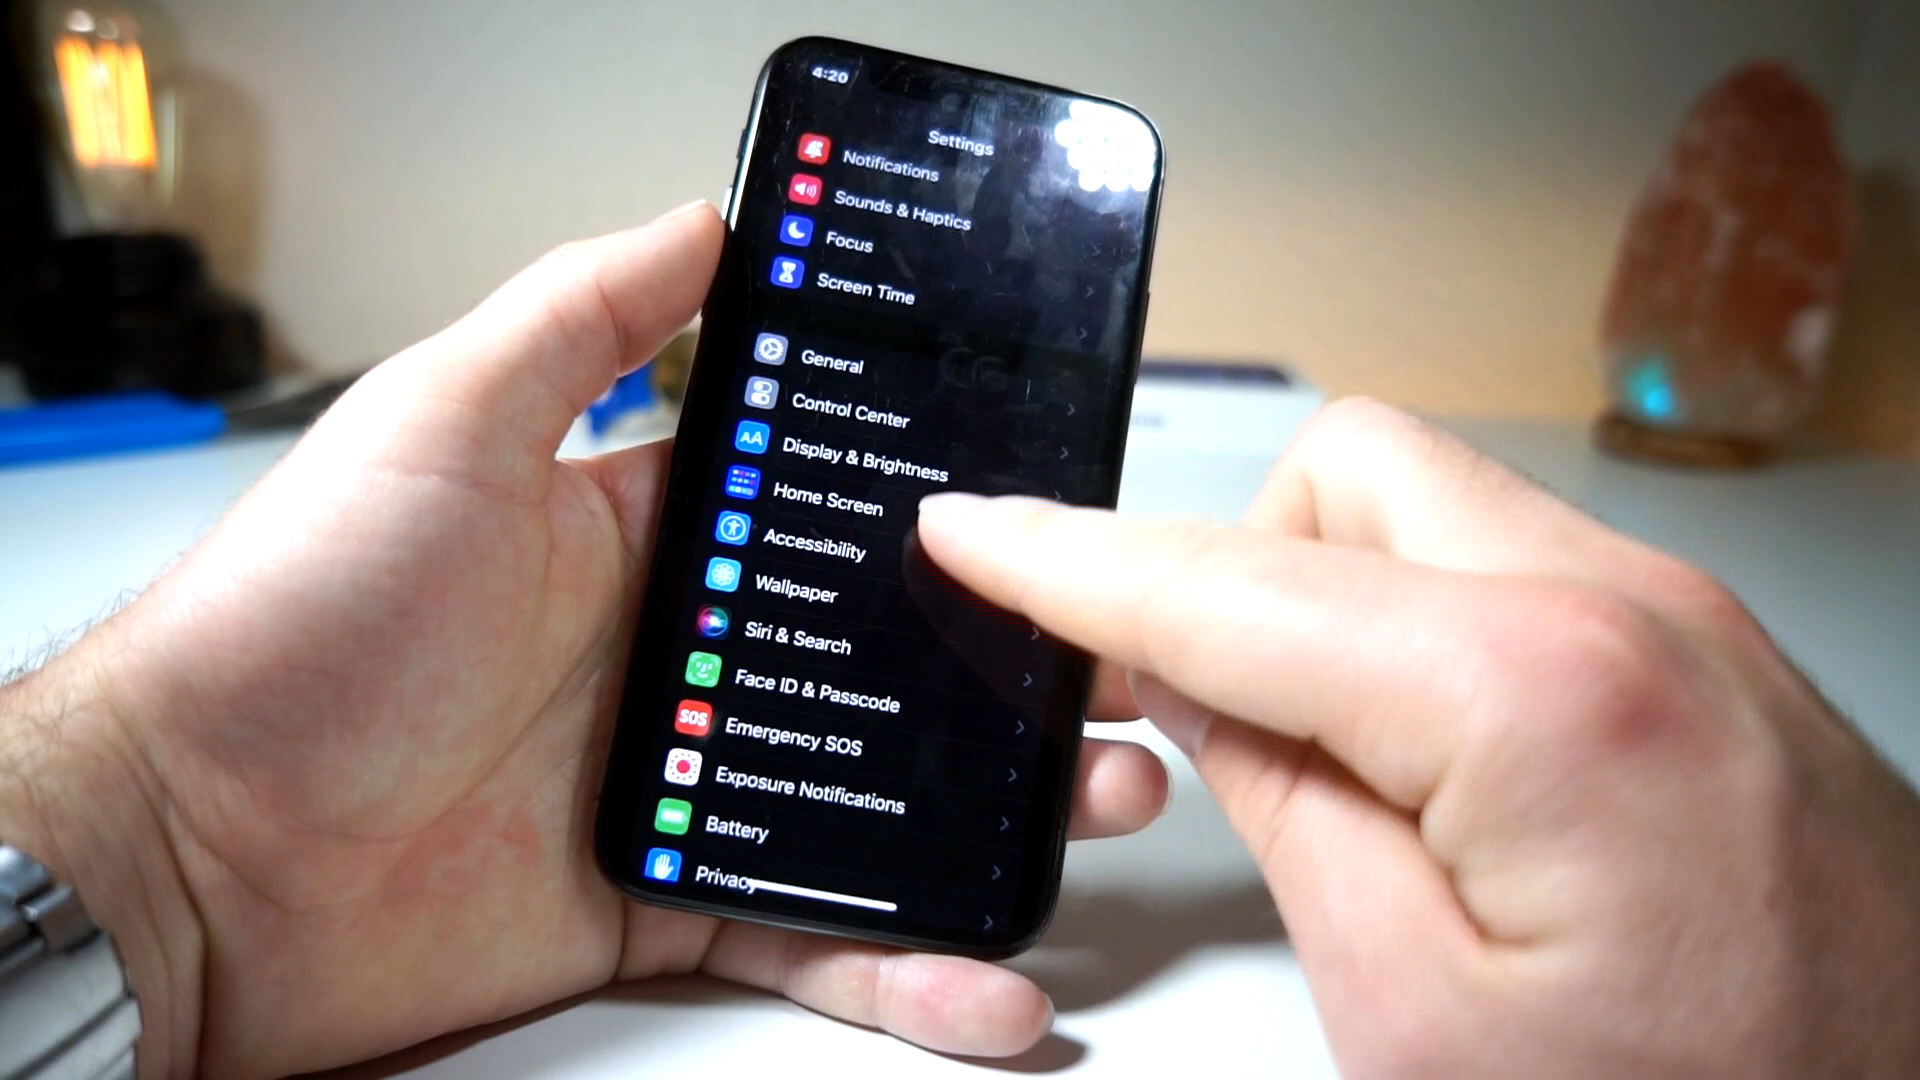 4:20
Settings
Notifications
Sounds & Haptics
Focus
Screen Time
General
Control Center
AA
Display & Brightness
Home Screen
Accessibility
Wallpaper
Siri & Search
Face ID & Passcode
SOS
Emergency SOS
Exposure Notifications
Battery
Privacy